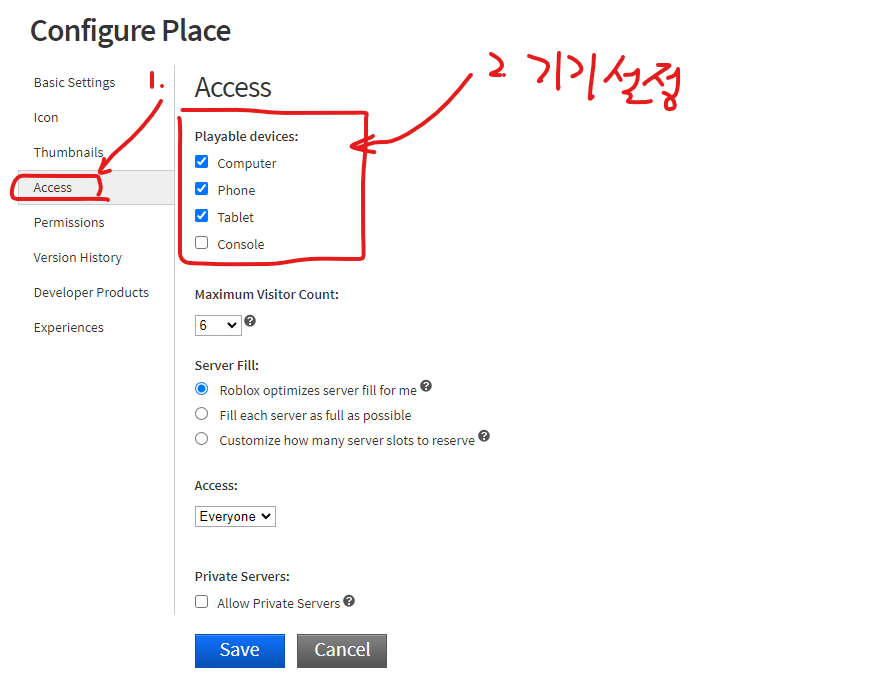 Configure Place
Basic Settings
Icon
Thumbnails
Access
Permissions
Version History
Developer Products
Experiences
1.
Access
2. 기기설정
Playable devices:
Computer
Phone
Tablet
Console
Maximum Visitor Count:
6
Server Fill:
Roblox optimizes server fill for me
Fill each server as full as possible
Customize how many server slots to reserve
Access:
Everyone
Private Servers:
Allow Private Servers
Save Cancel